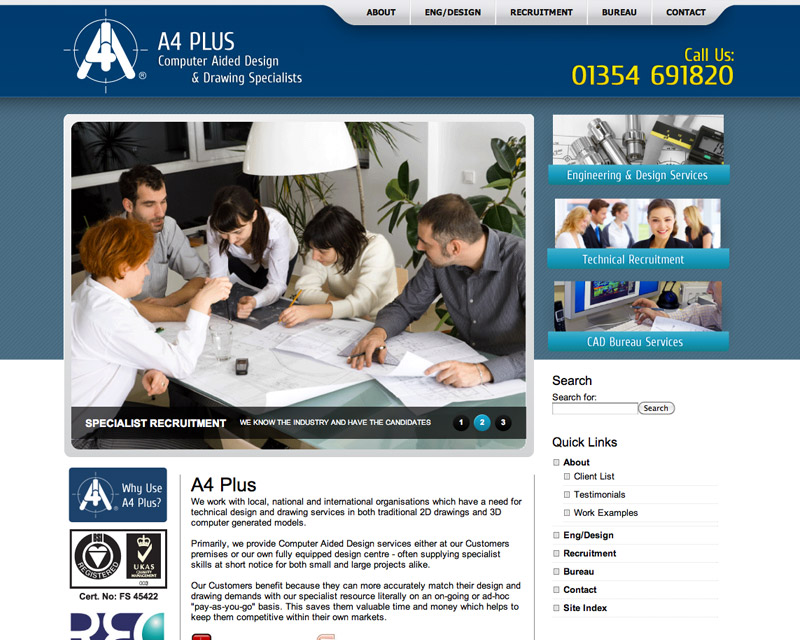 ABOUT
ENG/DESIGN
RECRUITMENT
BUREAU
CONTACT
A4 PLUS
Computer Aided Design
& Drawing Specialists
®
Call Us:
01354 691820
Engineering & Design Services
Technical Recruitment
CAD Bureau Services
SPECIALIST RECRUITMENT WE KNOW THE INDUSTRY AND HAVE THE CANDIDATES 1 2 3
Search
Search for:
Search
Quick Links
About
Client List
Testimonials
Work Examples
Eng/Design
Recruitment
Bureau
Contact
Site Index
Why Use
A4 Plus?
REGISTERED
UKAS
QUALITY
MANAGEMENT
003
Cert. No: FS 45422
A4 Plus
We work with local, national and international organisations which have a need for
technical design and drawing services in both traditional 2D drawings and 3D
computer generated models.
Primarily, we provide Computer Aided Design services either at our Customers
premises or our own fully equipped design centre - often supplying specialist
skills at short notice for both small and large projects alike.
Our Customers benefit because they can more accurately match their design and
drawing demands with our specialist resource literally on an on-going or ad-hoc
"pay-as-you-go" basis. This saves them valuable time and money which helps to
keep them competitive within their own markets.